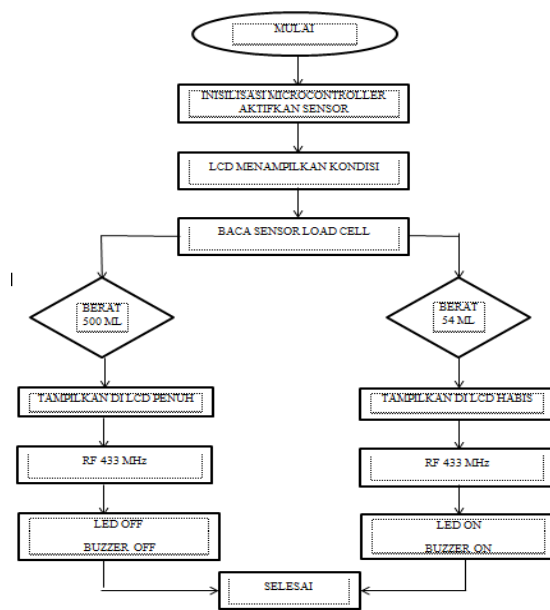 MULAI
INISILISASI MICROCONTROLLER
AKTIFKAN SENSOR
LCD MENAMPILKAN KONDISI
BACA SENSOR LOAD CELL
BERAT
500 ML
BERAT
54 ML
TAMPILKAN DI LCD PENUH
TAMPILKAN DI LCD HABIS
RF 433 MHz
RF 433 MHz
LED OFF
BUZZER OFF
LED ON
BUZZER ON
SELESAI